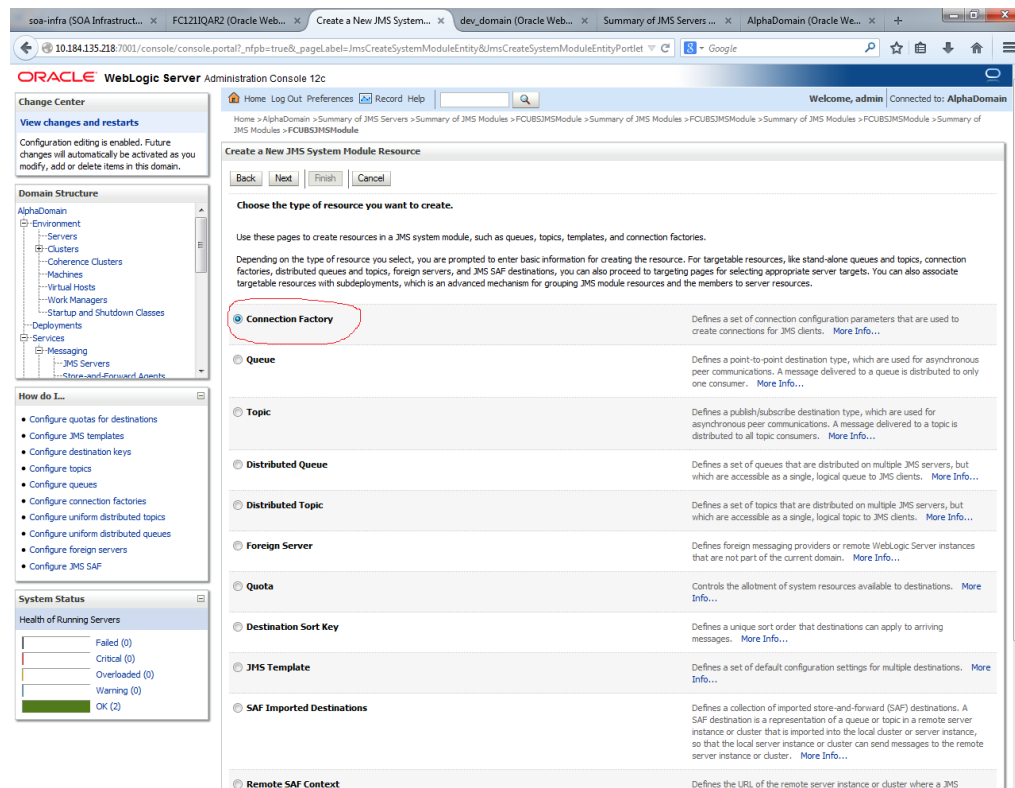 soa-infra (SOA Infrastruct... ×
FC121IQAR2 (Oracle Web... ×
Create a New JMS System... ×
dev_domain (Oracle Web... ×
Summary of JMS Servers ... ×
AlphaDomain (Oracle We... ×
10.184.135.218:7001/console/console.portal?_nfpb=true&_pageLabel=JmsCreateSystemModuleEntity&JmsCreateSystemModuleEntityPortlet
Google
ORACLE WebLogic Server Administration Console 12c
Change Center
View changes and restarts
Configuration editing is enabled. Future
changes will automatically be activated as you
modify, add or delete items in this domain.
Domain Structure
AlphaDomain
Environment
Servers
Clusters
Coherence Clusters
Machines
Virtual Hosts
Work Managers
Startup and Shutdown Classes
Deployments
Services
Messaging
JMS Servers
Store-and-Forward Agents
How do I...
• Configure quotas for destinations
• Configure JMS templates
• Configure destination keys
• Configure topics
• Configure queues
• Configure connection factories
• Configure uniform distributed topics
• Configure uniform distributed queues
• Configure foreign servers
• Configure JMS SAF
System Status
Health of Running Servers
Failed (0)
Critical (0)
Overloaded (0)
Warning (0)
OK (2)
Home Log Out Preferences Record Help
Welcome, admin Connected to: AlphaDomain
Home >AlphaDomain >Summary of JMS Servers >Summary of JMS Modules >FCUBSJMSModule >Summary of JMS Modules >FCUBSJMSModule >Summary of JMS Modules >FCUBSJMSModule >Summary of
JMS Modules >FCUBSJMSModule
Create a New JMS System Module Resource
Back Next Finish Cancel
Choose the type of resource you want to create.
Use these pages to create resources in a JMS system module, such as queues, topics, templates, and connection factories.
Depending on the type of resource you select, you are prompted to enter basic information for creating the resource. For targetable resources, like stand-alone queues and topics, connection
factories, distributed queues and topics, foreign servers, and JMS SAF destinations, you can also proceed to targeting pages for selecting appropriate server targets. You can also associate
targetable resources with subdeployments, which is an advanced mechanism for grouping JMS module resources and the members to server resources.
Connection Factory
Defines a set of connection configuration parameters that are used to
create connections for JMS clients. More Info...
Queue
Defines a point-to-point destination type, which are used for asynchronous
peer communications. A message delivered to a queue is distributed to only
one consumer. More Info...
Topic
Defines a publish/subscribe destination type, which are used for
asynchronous peer communications. A message delivered to a topic is
distributed to all topic consumers. More Info...
Distributed Queue
Defines a set of queues that are distributed on multiple JMS servers, but
which are accessible as a single, logical queue to JMS clients. More Info...
Distributed Topic
Defines a set of topics that are distributed on multiple JMS servers, but
which are accessible as a single, logical topic to JMS clients. More Info...
Foreign Server
Defines foreign messaging providers or remote WebLogic Server instances
that are not part of the current domain. More Info...
Quota
Controls the allotment of system resources available to destinations. More
Info...
Destination Sort Key
Defines a unique sort order that destinations can apply to arriving
messages. More Info...
JMS Template
Defines a set of default configuration settings for multiple destinations. More
Info...
SAF Imported Destinations
Defines a collection of imported store-and-forward (SAF) destinations. A
SAF destination is a representation of a queue or topic in a remote server
instance or cluster that is imported into the local cluster or server instance,
so that the local server instance or cluster can send messages to the remote
server instance or cluster. More Info...
Remote SAF Context
Defines the URL of the remote server instance or cluster where a JMS